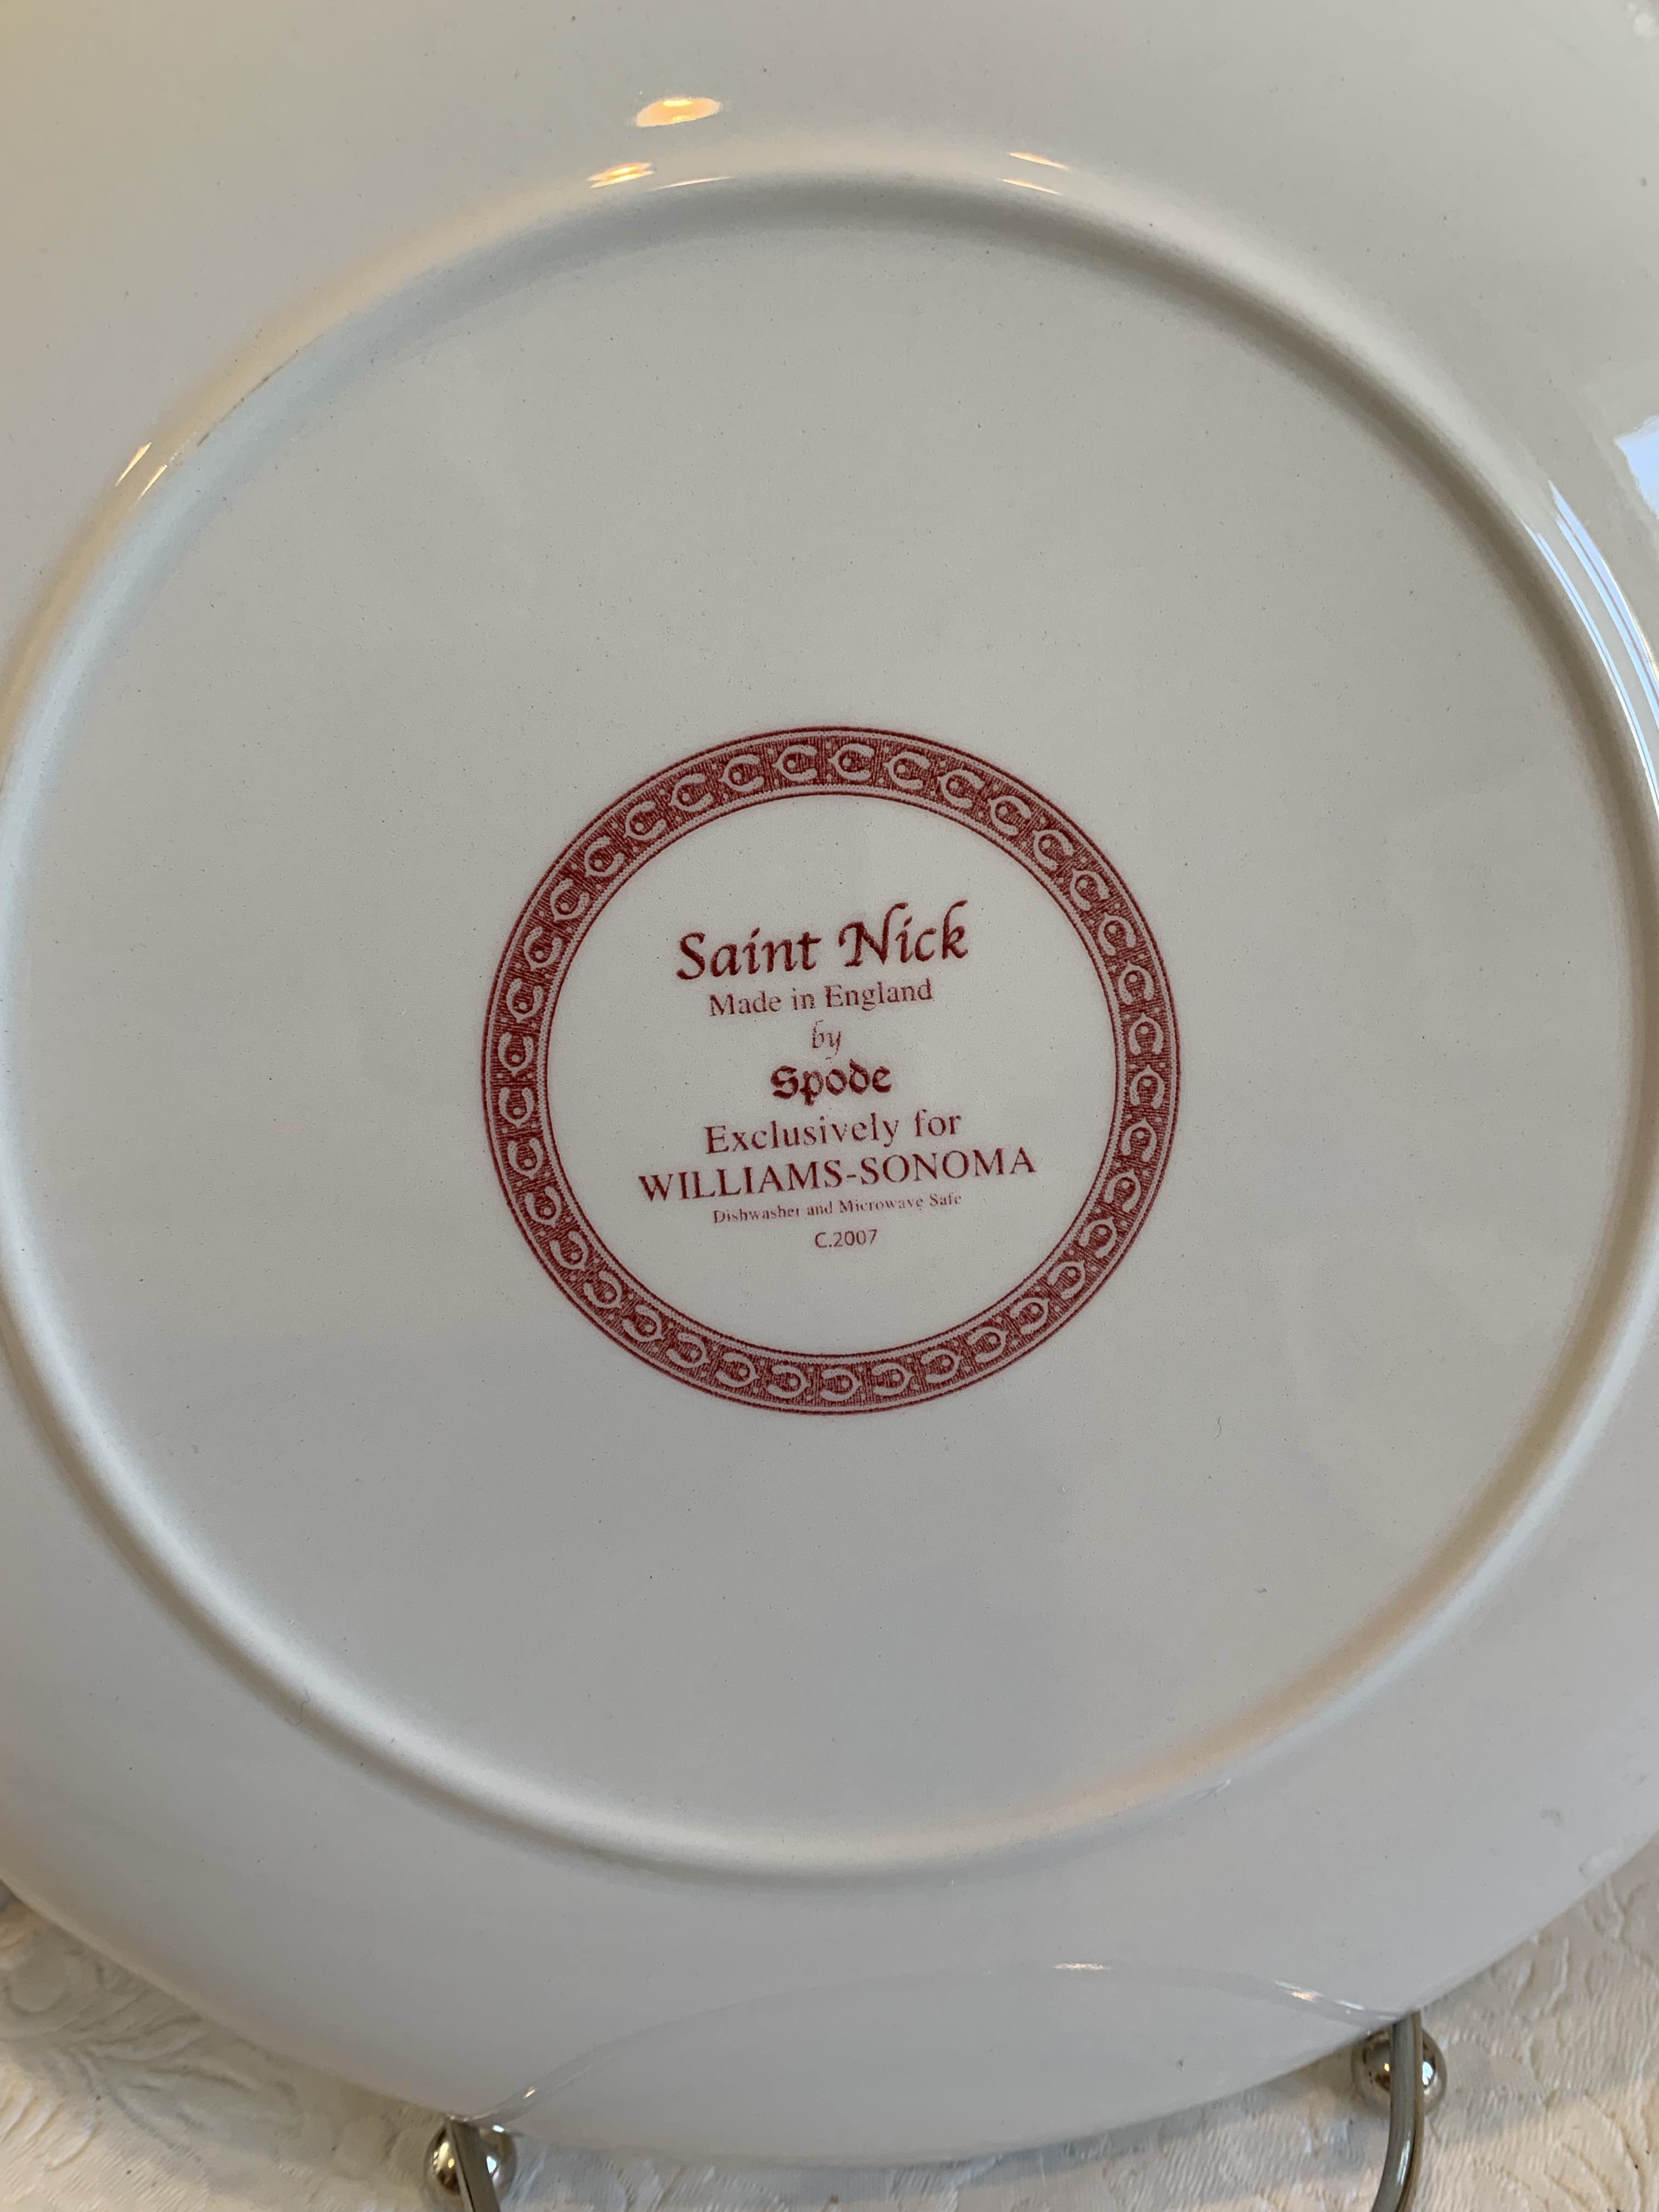 Saint Nick
Made in England
by
Spode
Exclusively for
WILLIAMS-SONOMA
Dishwasher and Microwave Safe
C.2007